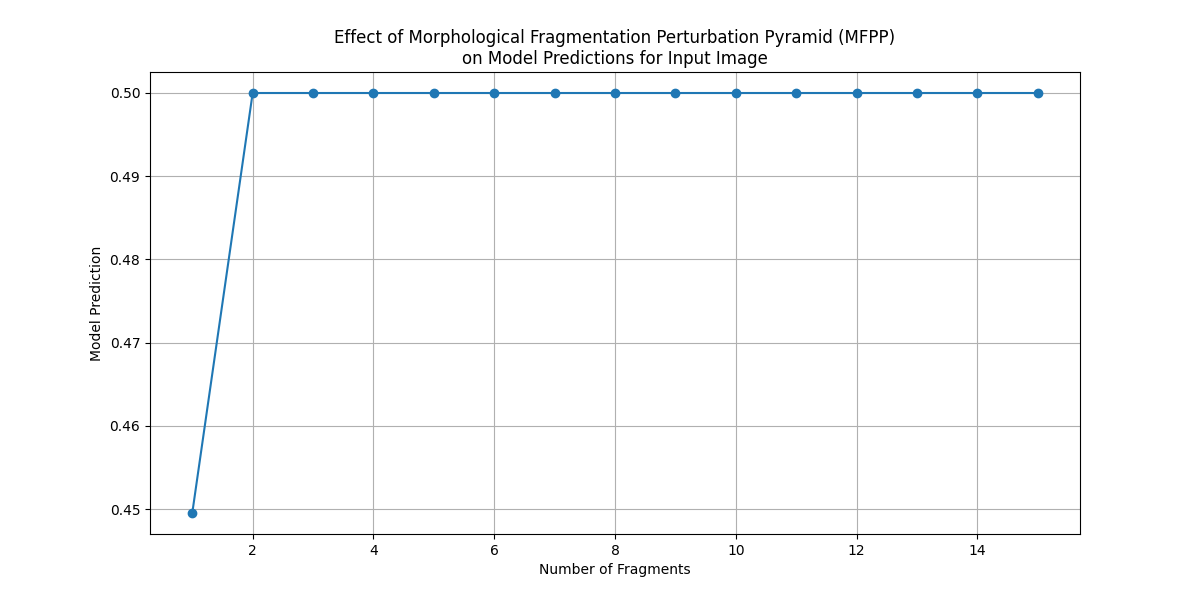 Effect of Morphological Fragmentation Perturbation Pyramid (MFPP)
on Model Predictions for Input Image
0.50
0.49
0.48
0.47
0.46
0.45
Model Prediction
2 4 6 8 10 12 14
Number of Fragments